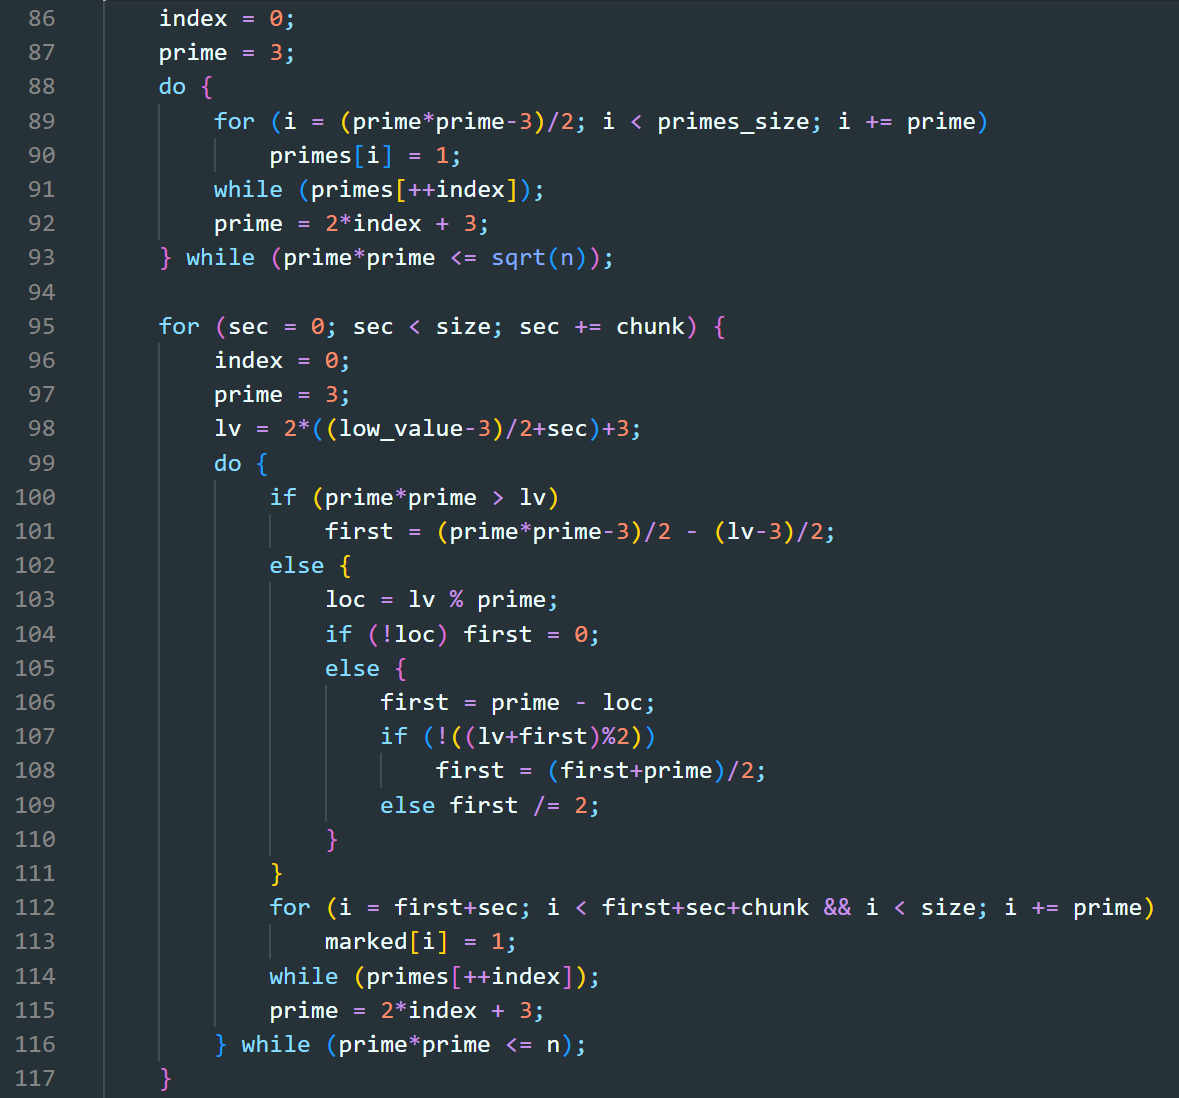 86 index = 0;
87 prime = 3;
88 do {
89 for (i = (prime*prime-3)/2; i < primes_size; i += prime)
90 primes[i] = 1;
91 while (primes[++index]);
92 prime = 2*index + 3;
93 } while (prime*prime <= sqrt(n));
94
95 for (sec = 0; sec < size; sec += chunk) {
96 index = 0;
97 prime = 3;
98 lv = 2*((low_value-3)/2+sec)+3;
99 do {
100 if (prime*prime > lv)
101 first = (prime*prime-3)/2 - (lv-3)/2;
102 else {
103 loc = lv % prime;
104 if (!loc) first = 0;
105 else {
106 first = prime - loc;
107 if (!((lv+first)%2))
108 first = (first+prime)/2;
109 else first /= 2;
110 }
111 }
112 for (i = first+sec; i < first+sec+chunk && i < size; i += prime)
113 marked[i] = 1;
114 while (primes[++index]);
115 prime = 2*index + 3;
116 } while (prime*prime <= n);
117 }